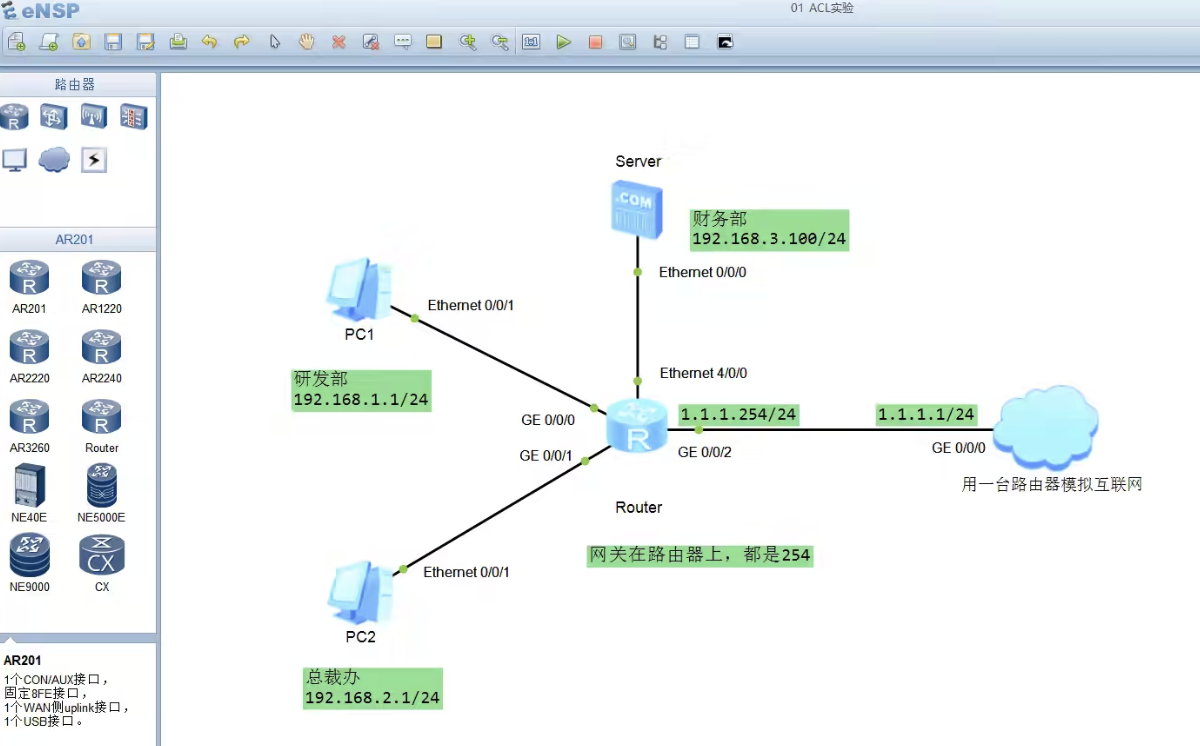 eNSP
01 ACL实验
路由器
R
AR201
R R
AR201 AR1220
R R
AR2220 AR2240
R R
AR3260 Router
NE40E NE5000E
CX
NE9000 CX
AR201
1个CON/AUX接口，
固定8FE接口，
1个WAN侧uplink接口，
1个USB接口。
Server
.COM
财务部
192.168.3.100/24
Ethernet 0/0/0
Ethernet 0/0/1
PC1
研发部
192.168.1.1/24
Ethernet 4/0/0
GE 0/0/0
1.1.1.254/24
1.1.1.1/24
R
GE 0/0/1
GE 0/0/2
GE 0/0/0
用一台路由器模拟互联网
Router
网关在路由器上，都是254
Ethernet 0/0/1
PC2
总裁办
192.168.2.1/24